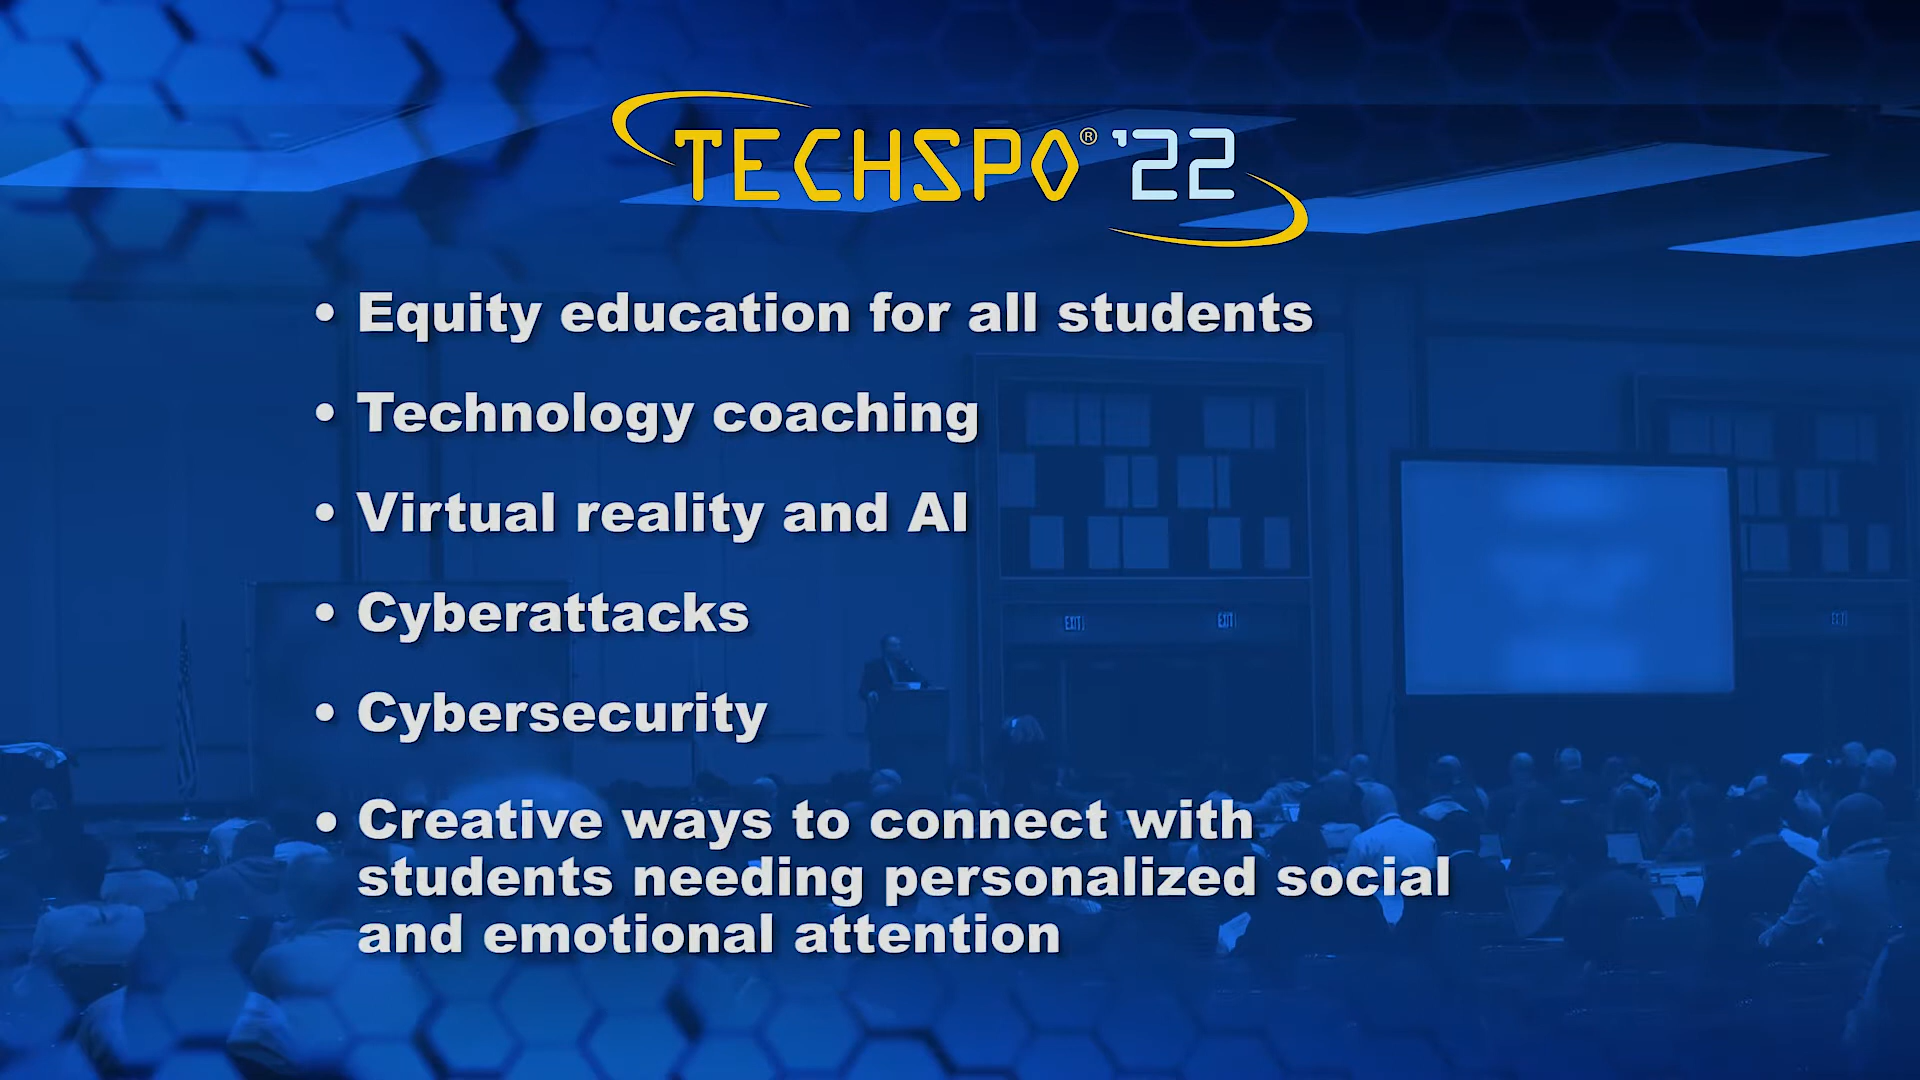 TECHSPO® '22
• Equity education for all students
• Technology coaching
• Virtual reality and AI
• Cyberattacks
• Cybersecurity
• Creative ways to connect with
students needing personalized social
and emotional attention
EXIT
EXIT
EXIT